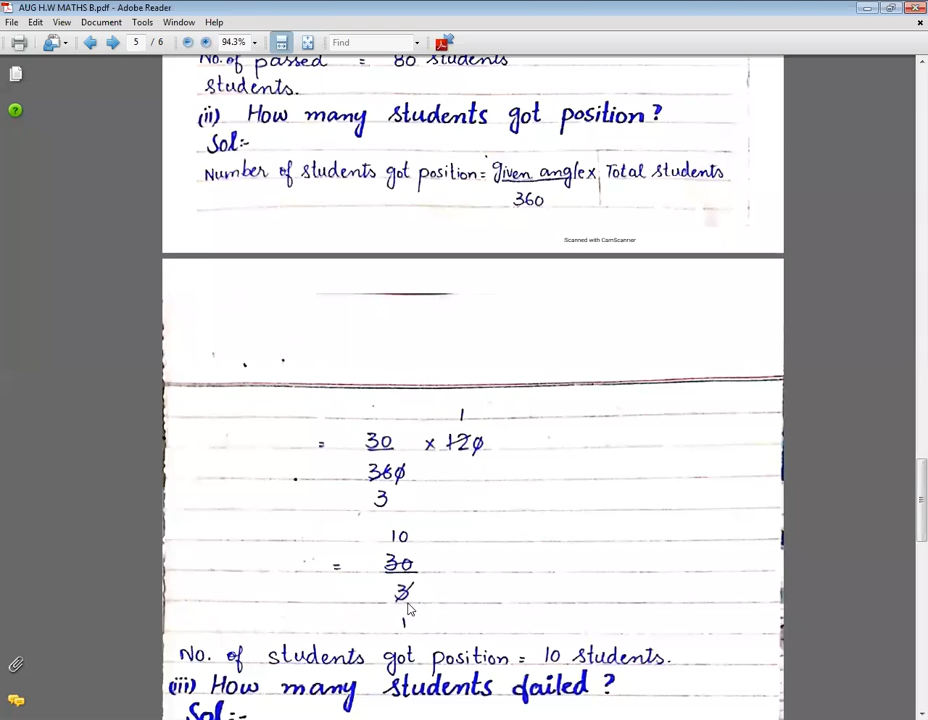 AUG H.W MATHS B.pdf - Adobe Reader
File Edit View Document Tools Window Help
5 / 6 94.3% Find
No. of passed = 80 students
students.
(ii) How many students got position ?
Sol:-
Number of students got position = given angle x Total students
360
Scanned with CamScanner
1
= 30 x 120
360
3
10
= 30
3
1
No. of students got position = 10 students.
(iii) How many students failed ?
Sol:-